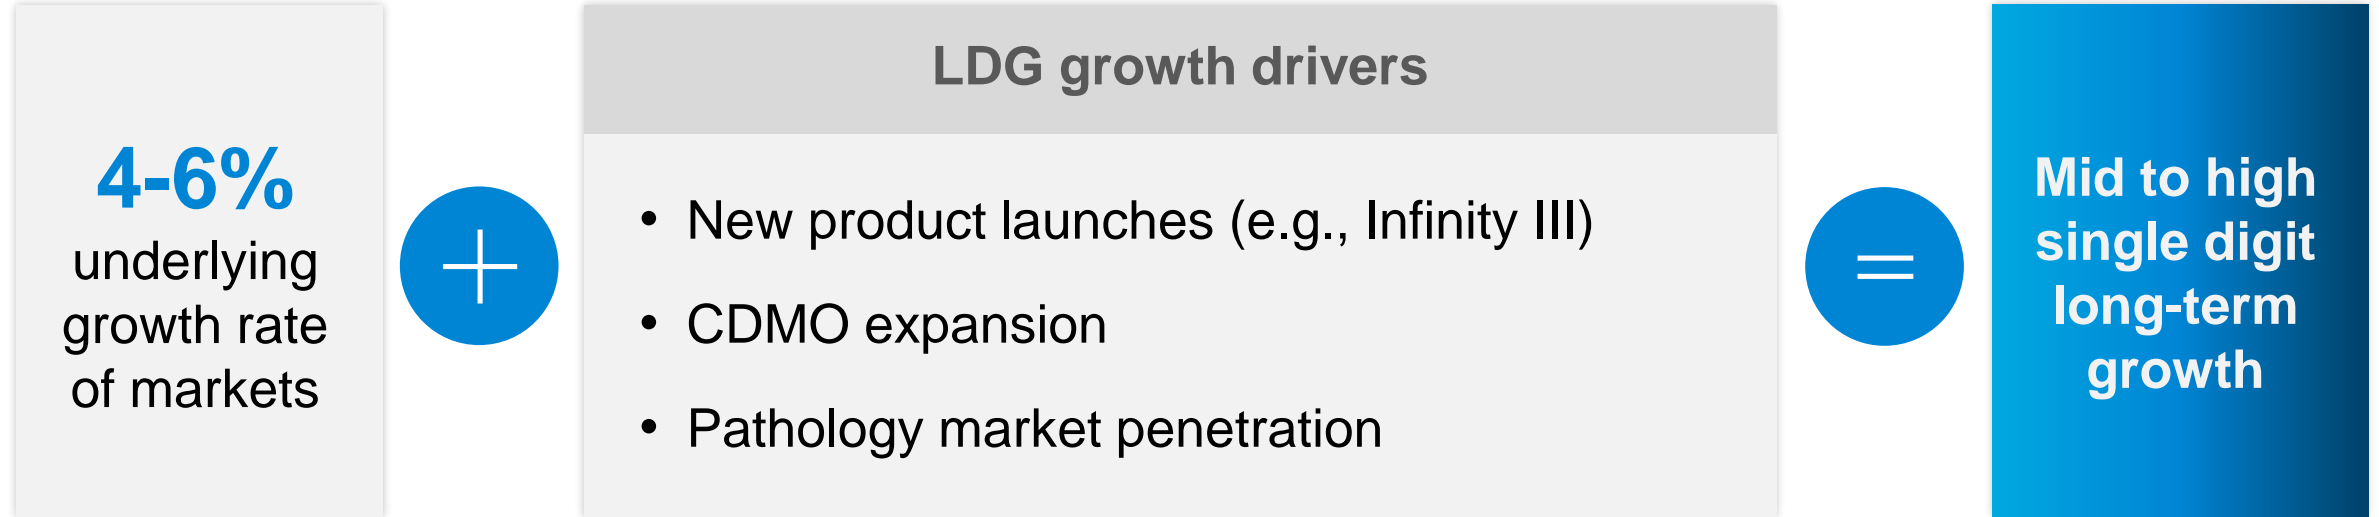 4-6%
underlying
growth rate
of markets
+
LDG growth drivers
• New product launches (e.g., Infinity III)
• CDMO expansion
• Pathology market penetration
=
Mid to high
single digit
long-term
growth